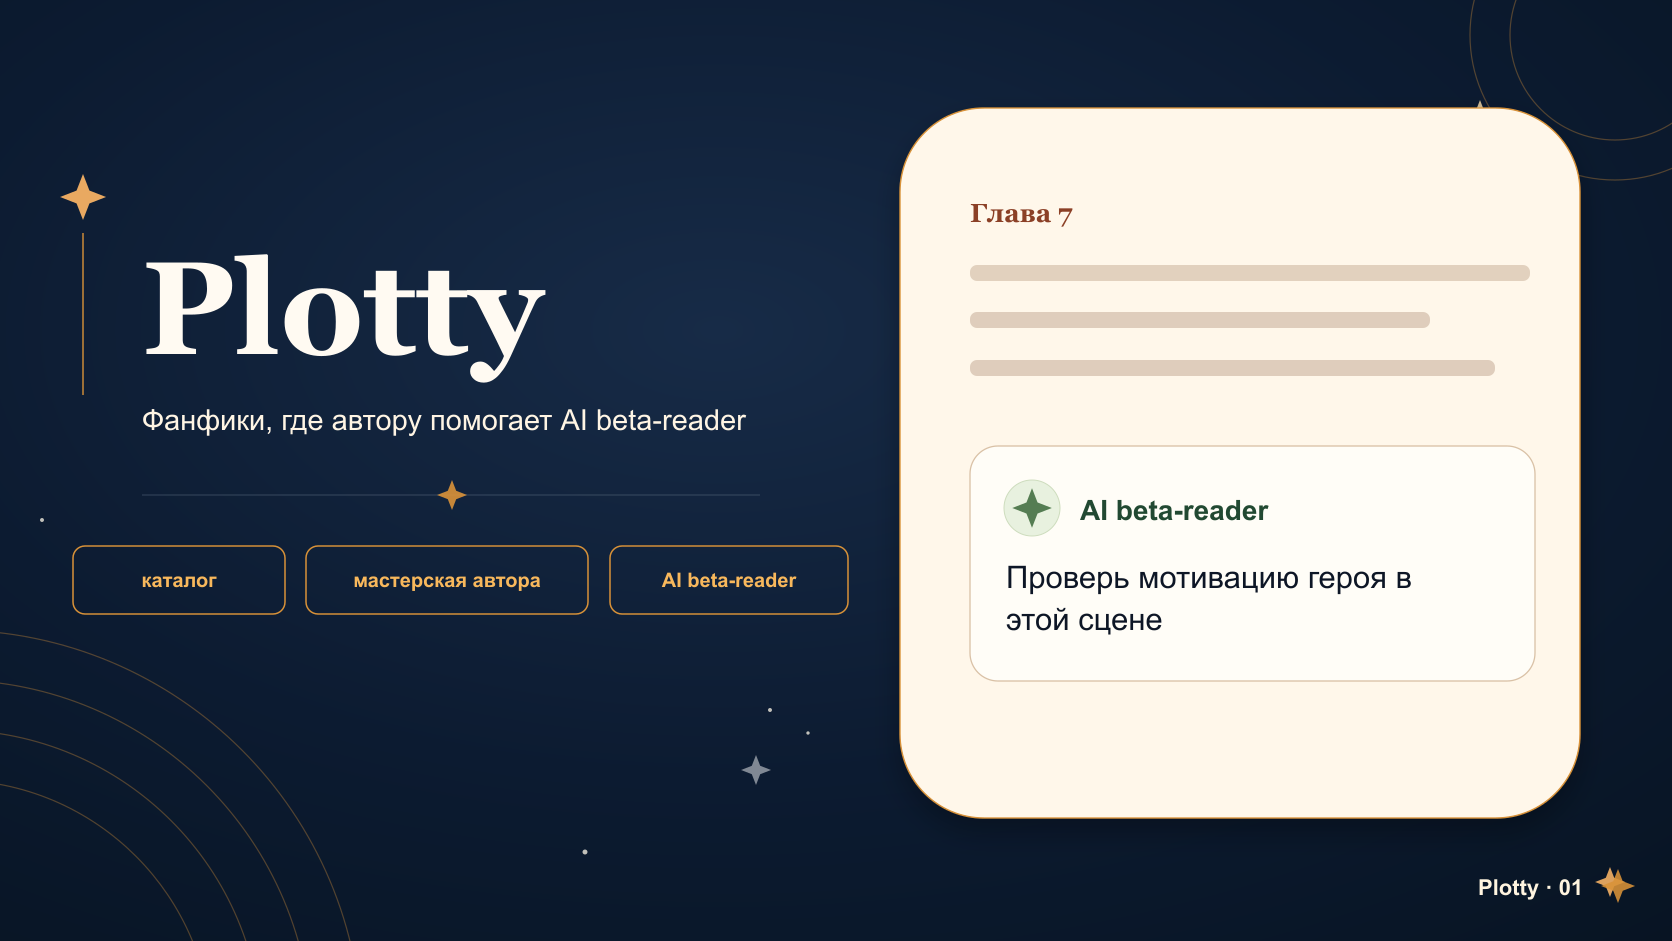 Plotty
Фанфики, где автору помогает AI beta-reader
каталог
мастерская автора
AI beta-reader
Глава 7
AI beta-reader
Проверь мотивацию героя в
этой сцене
Plotty · 01